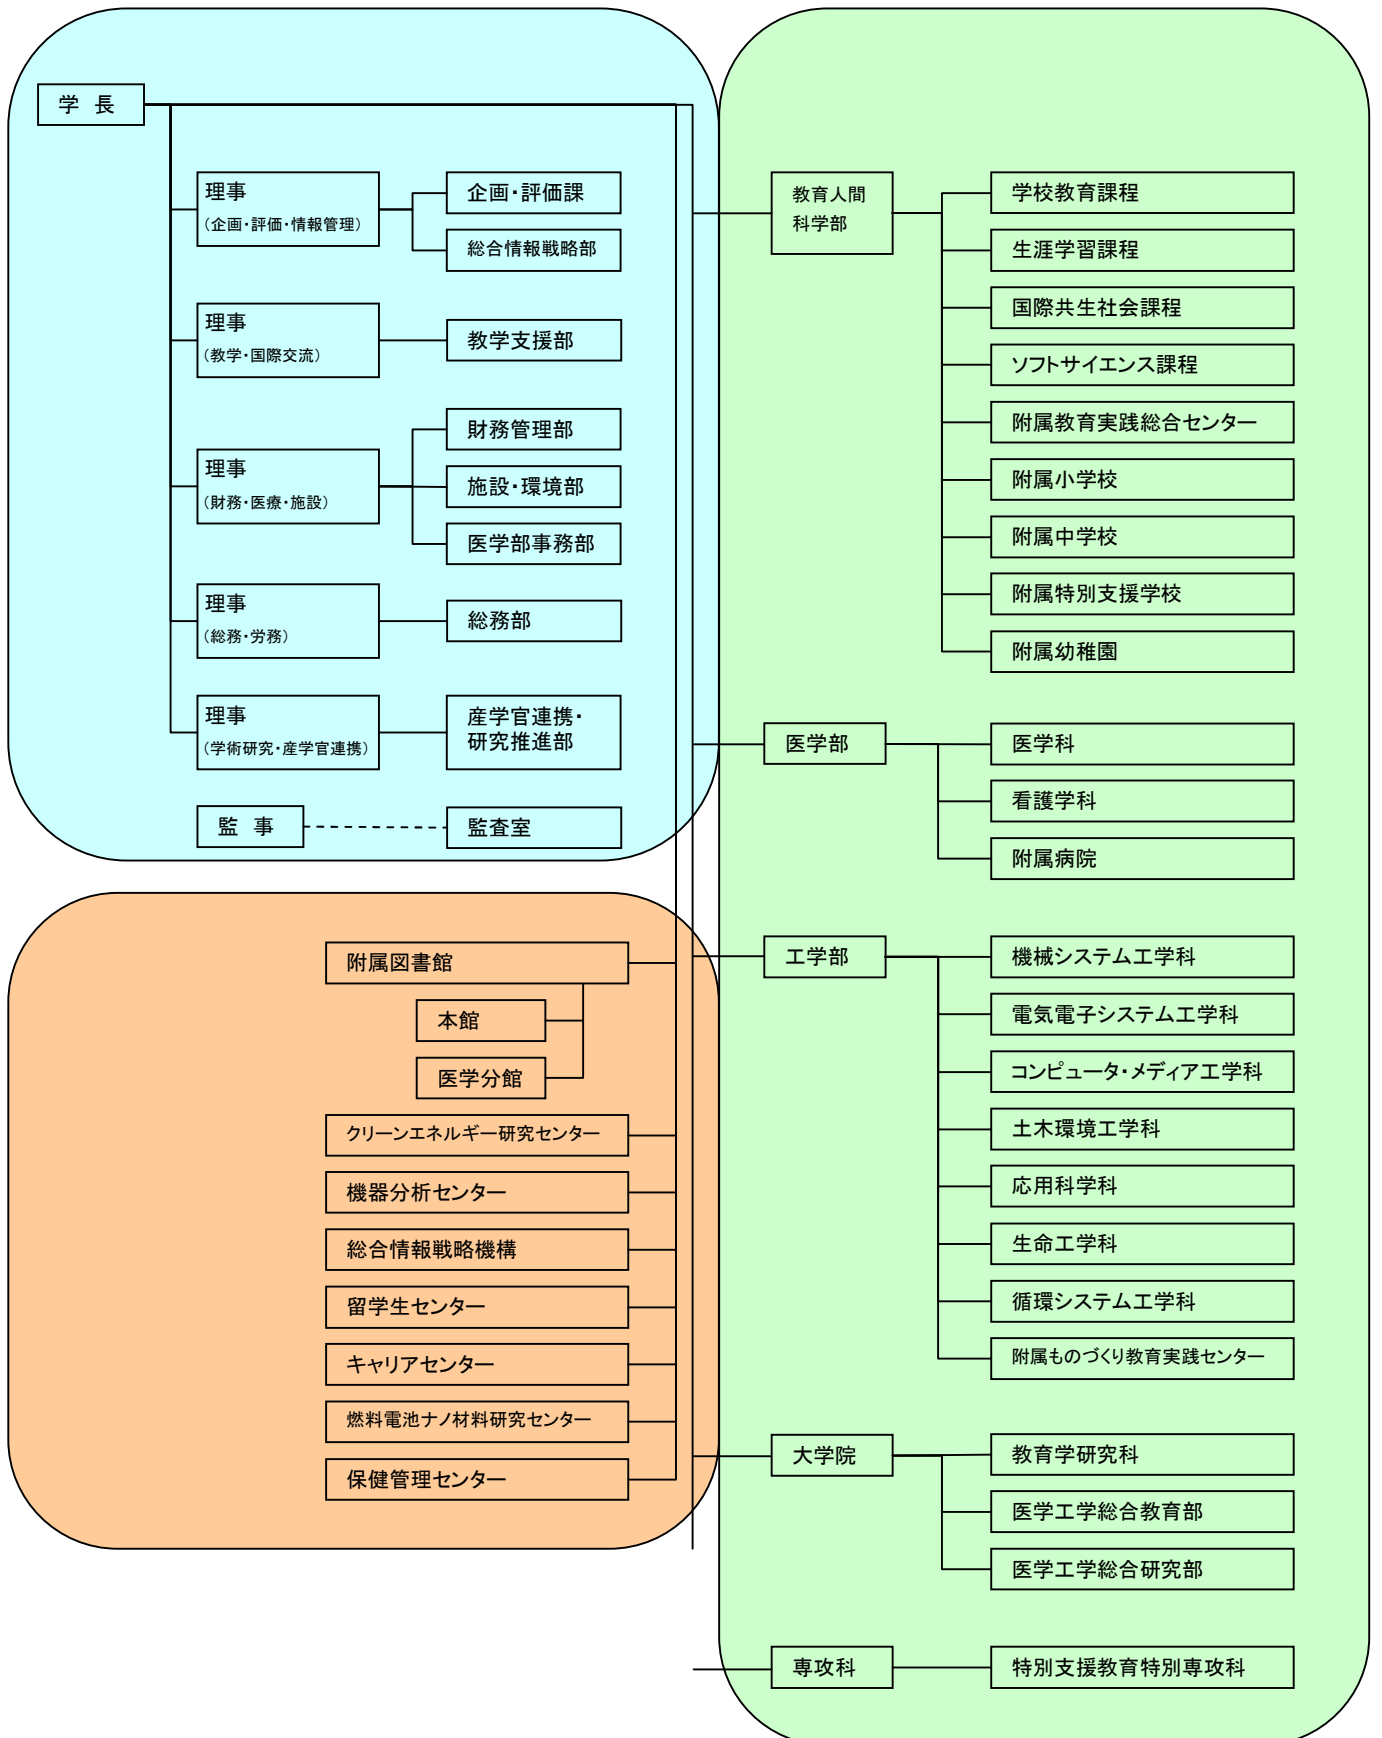 学 長
理事
（企画・評価・情報管理）
企画・評価課
総合情報戦略部
理事
（教学・国際交流）
教学支援部
理事
（財務・医療・施設）
財務管理部
施設・環境部
医学部事務部
理事
（総務・労務）
総務部
理事
（学術研究・産学官連携）
産学官連携・
研究推進部
監 事
監査室
附属図書館
本館
医学分館
クリーンエネルギー研究センター
機器分析センター
総合情報戦略機構
留学生センター
キャリアセンター
燃料電池ナノ材料研究センター
保健管理センター
教育人間
科学部
学校教育課程
生涯学習課程
国際共生社会課程
ソフトサイエンス課程
附属教育実践総合センター
附属小学校
附属中学校
附属特別支援学校
附属幼稚園
医学部
医学科
看護学科
附属病院
工学部
機械システム工学科
電気電子システム工学科
コンピュータ・メディア工学科
土木環境工学科
応用科学科
生命工学科
循環システム工学科
附属ものづくり教育実践センター
大学院
教育学研究科
医学工学総合教育部
医学工学総合研究部
専攻科
特別支援教育特別専攻科